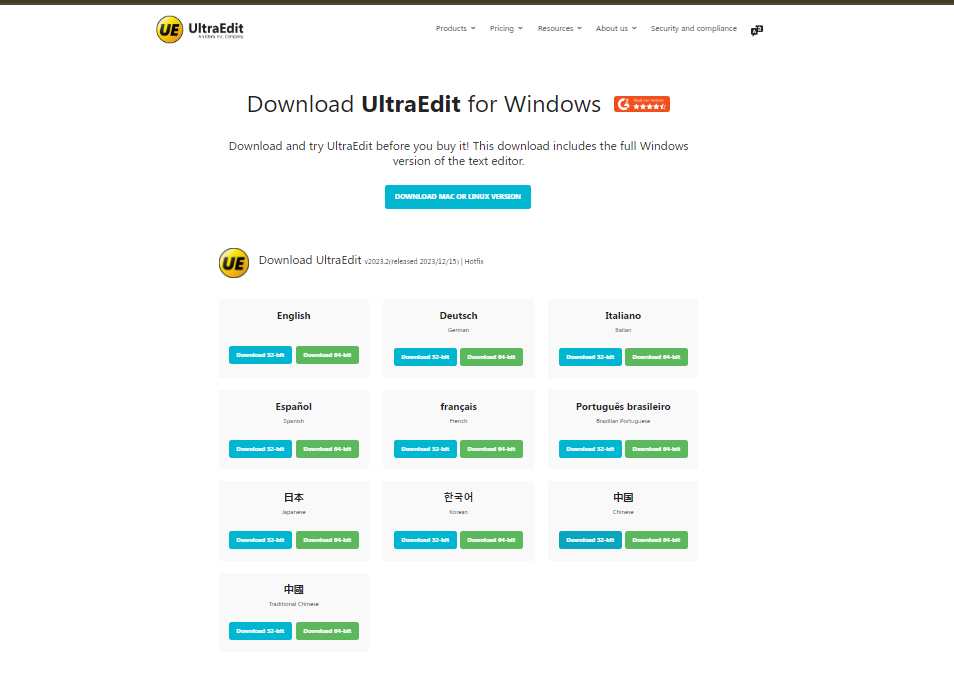 UE UltraEdit
An Idera, Inc. Company
Products Pricing Resources About us Security and compliance
Download UltraEdit for Windows
Read our reviews
Download and try UltraEdit before you buy it! This download includes the full Windows
version of the text editor.
DOWNLOAD MAC OR LINUX VERSION
UE Download UltraEdit v2023.2(released 2023/12/15) | Hotfix
English
Download 32-bit Download 64-bit
Deutsch
German
Download 32-bit Download 64-bit
Italiano
Italian
Download 32-bit Download 64-bit
Español
Spanish
Download 32-bit Download 64-bit
français
French
Download 32-bit Download 64-bit
Português brasileiro
Brazilian Portuguese
Download 32-bit Download 64-bit
日本
Japanese
Download 32-bit Download 64-bit
한국어
Korean
Download 32-bit Download 64-bit
中国
Chinese
Download 32-bit Download 64-bit
中國
Traditional Chinese
Download 32-bit Download 64-bit